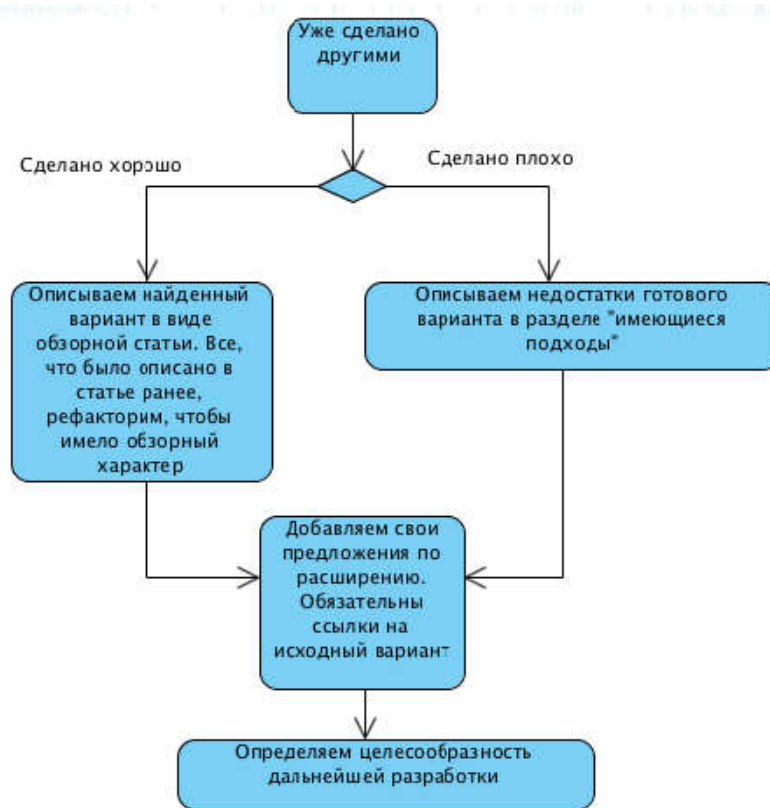 Уже сделано
другими
Сделано хорошо
Сделано плохо
Описываем найденный
вариант в виде
обзорной статьи. Все,
что было описано в
статье ранее,
рефакторим, чтобы
имело обзорный
характер
Описываем недостатки готового
варианта в разделе "имеющиеся
подходы"
Добавляем свои
предложения по
расширению.
Обязательны
ссылки на
исходный вариант
Определяем целесообразность
дальнейшей разработки